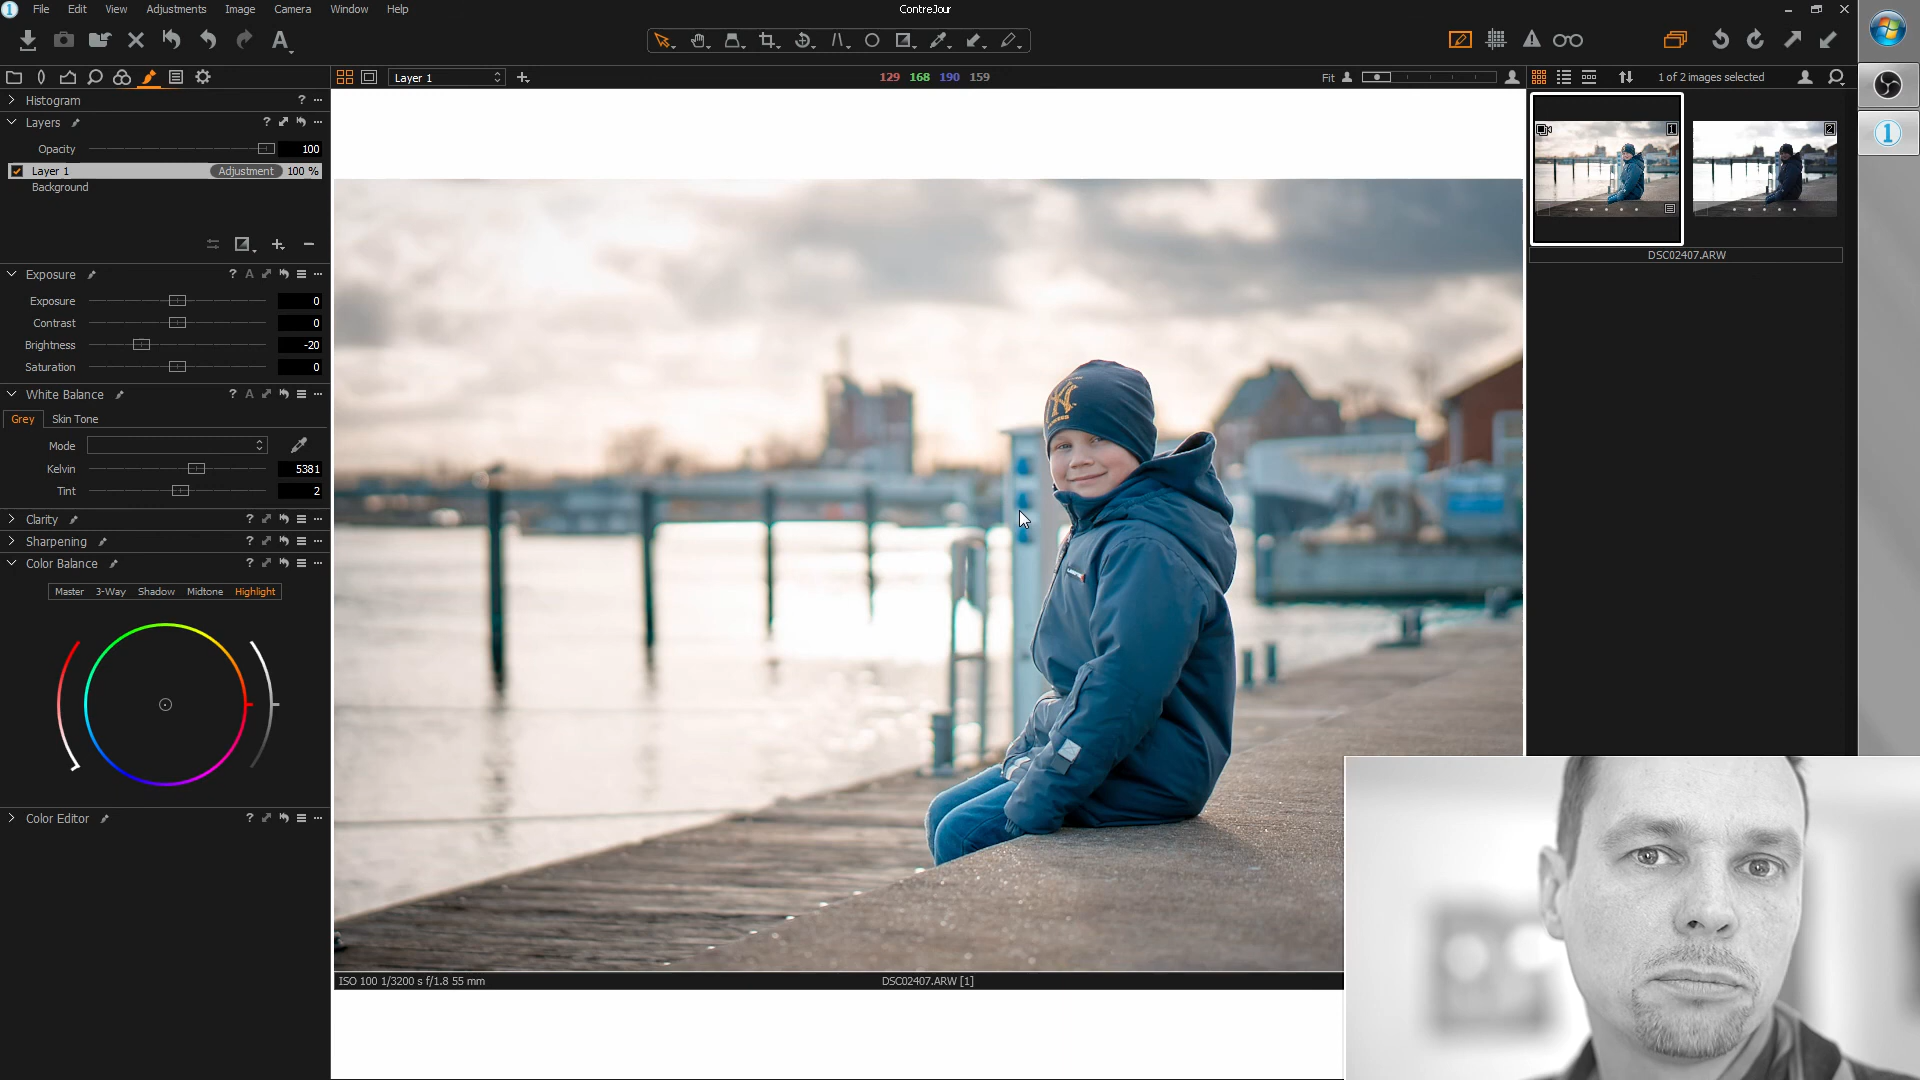 File Edit View Adjustments Image Camera Window Help
ContreJour
Layer 1
129 168 190 159
Fit
1 of 2 images selected
Histogram
Layers
Opacity 100
Layer 1 Adjustment 100 %
Background
Exposure
Exposure 0
Contrast 0
Brightness -20
Saturation 0
White Balance
Grey Skin Tone
Mode
Kelvin 5381
Tint 2
Clarity
Sharpening
Color Balance
Master 3-Way Shadow Midtone Highlight
Color Editor
1
2
DSC02407.ARW
NY
ISO 100 1/3200 s f/1.8 55 mm
DSC02407.ARW [1]